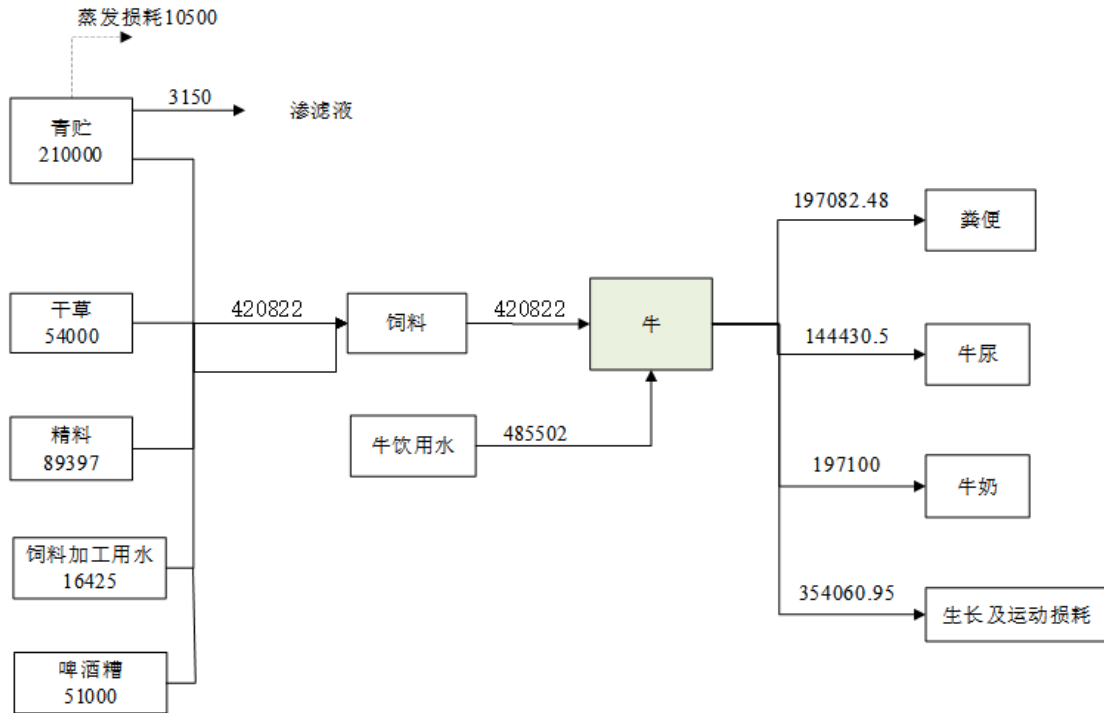 蒸发损耗10500
3150
渗滤液
青贮
210000
197082.48
粪便
干草
54000
420822
饲料
420822
牛
144430.5
牛尿
精料
89397
牛饮用水
485502
197100
牛奶
饲料加工用水
16425
354060.95
生长及运动损耗
啤酒糟
51000